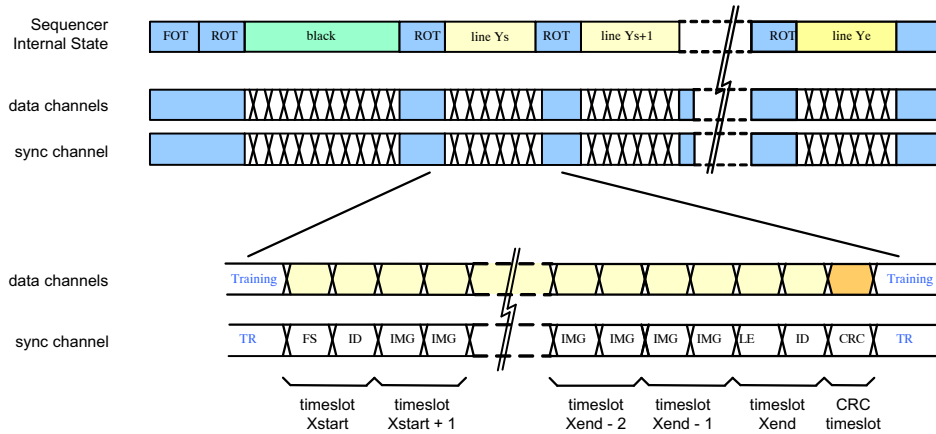 Sequencer
Internal State
FOT ROT black ROT line Ys ROT line Ys+1 ROT line Ye
data channels
sync channel
data channels Training Training
sync channel TR FS ID IMG IMG IMG IMG IMG IMG LE ID CRC TR
timeslot timeslot timeslot timeslot timeslot CRC
Xstart Xstart + 1 Xend - 2 Xend - 1 Xend timeslot